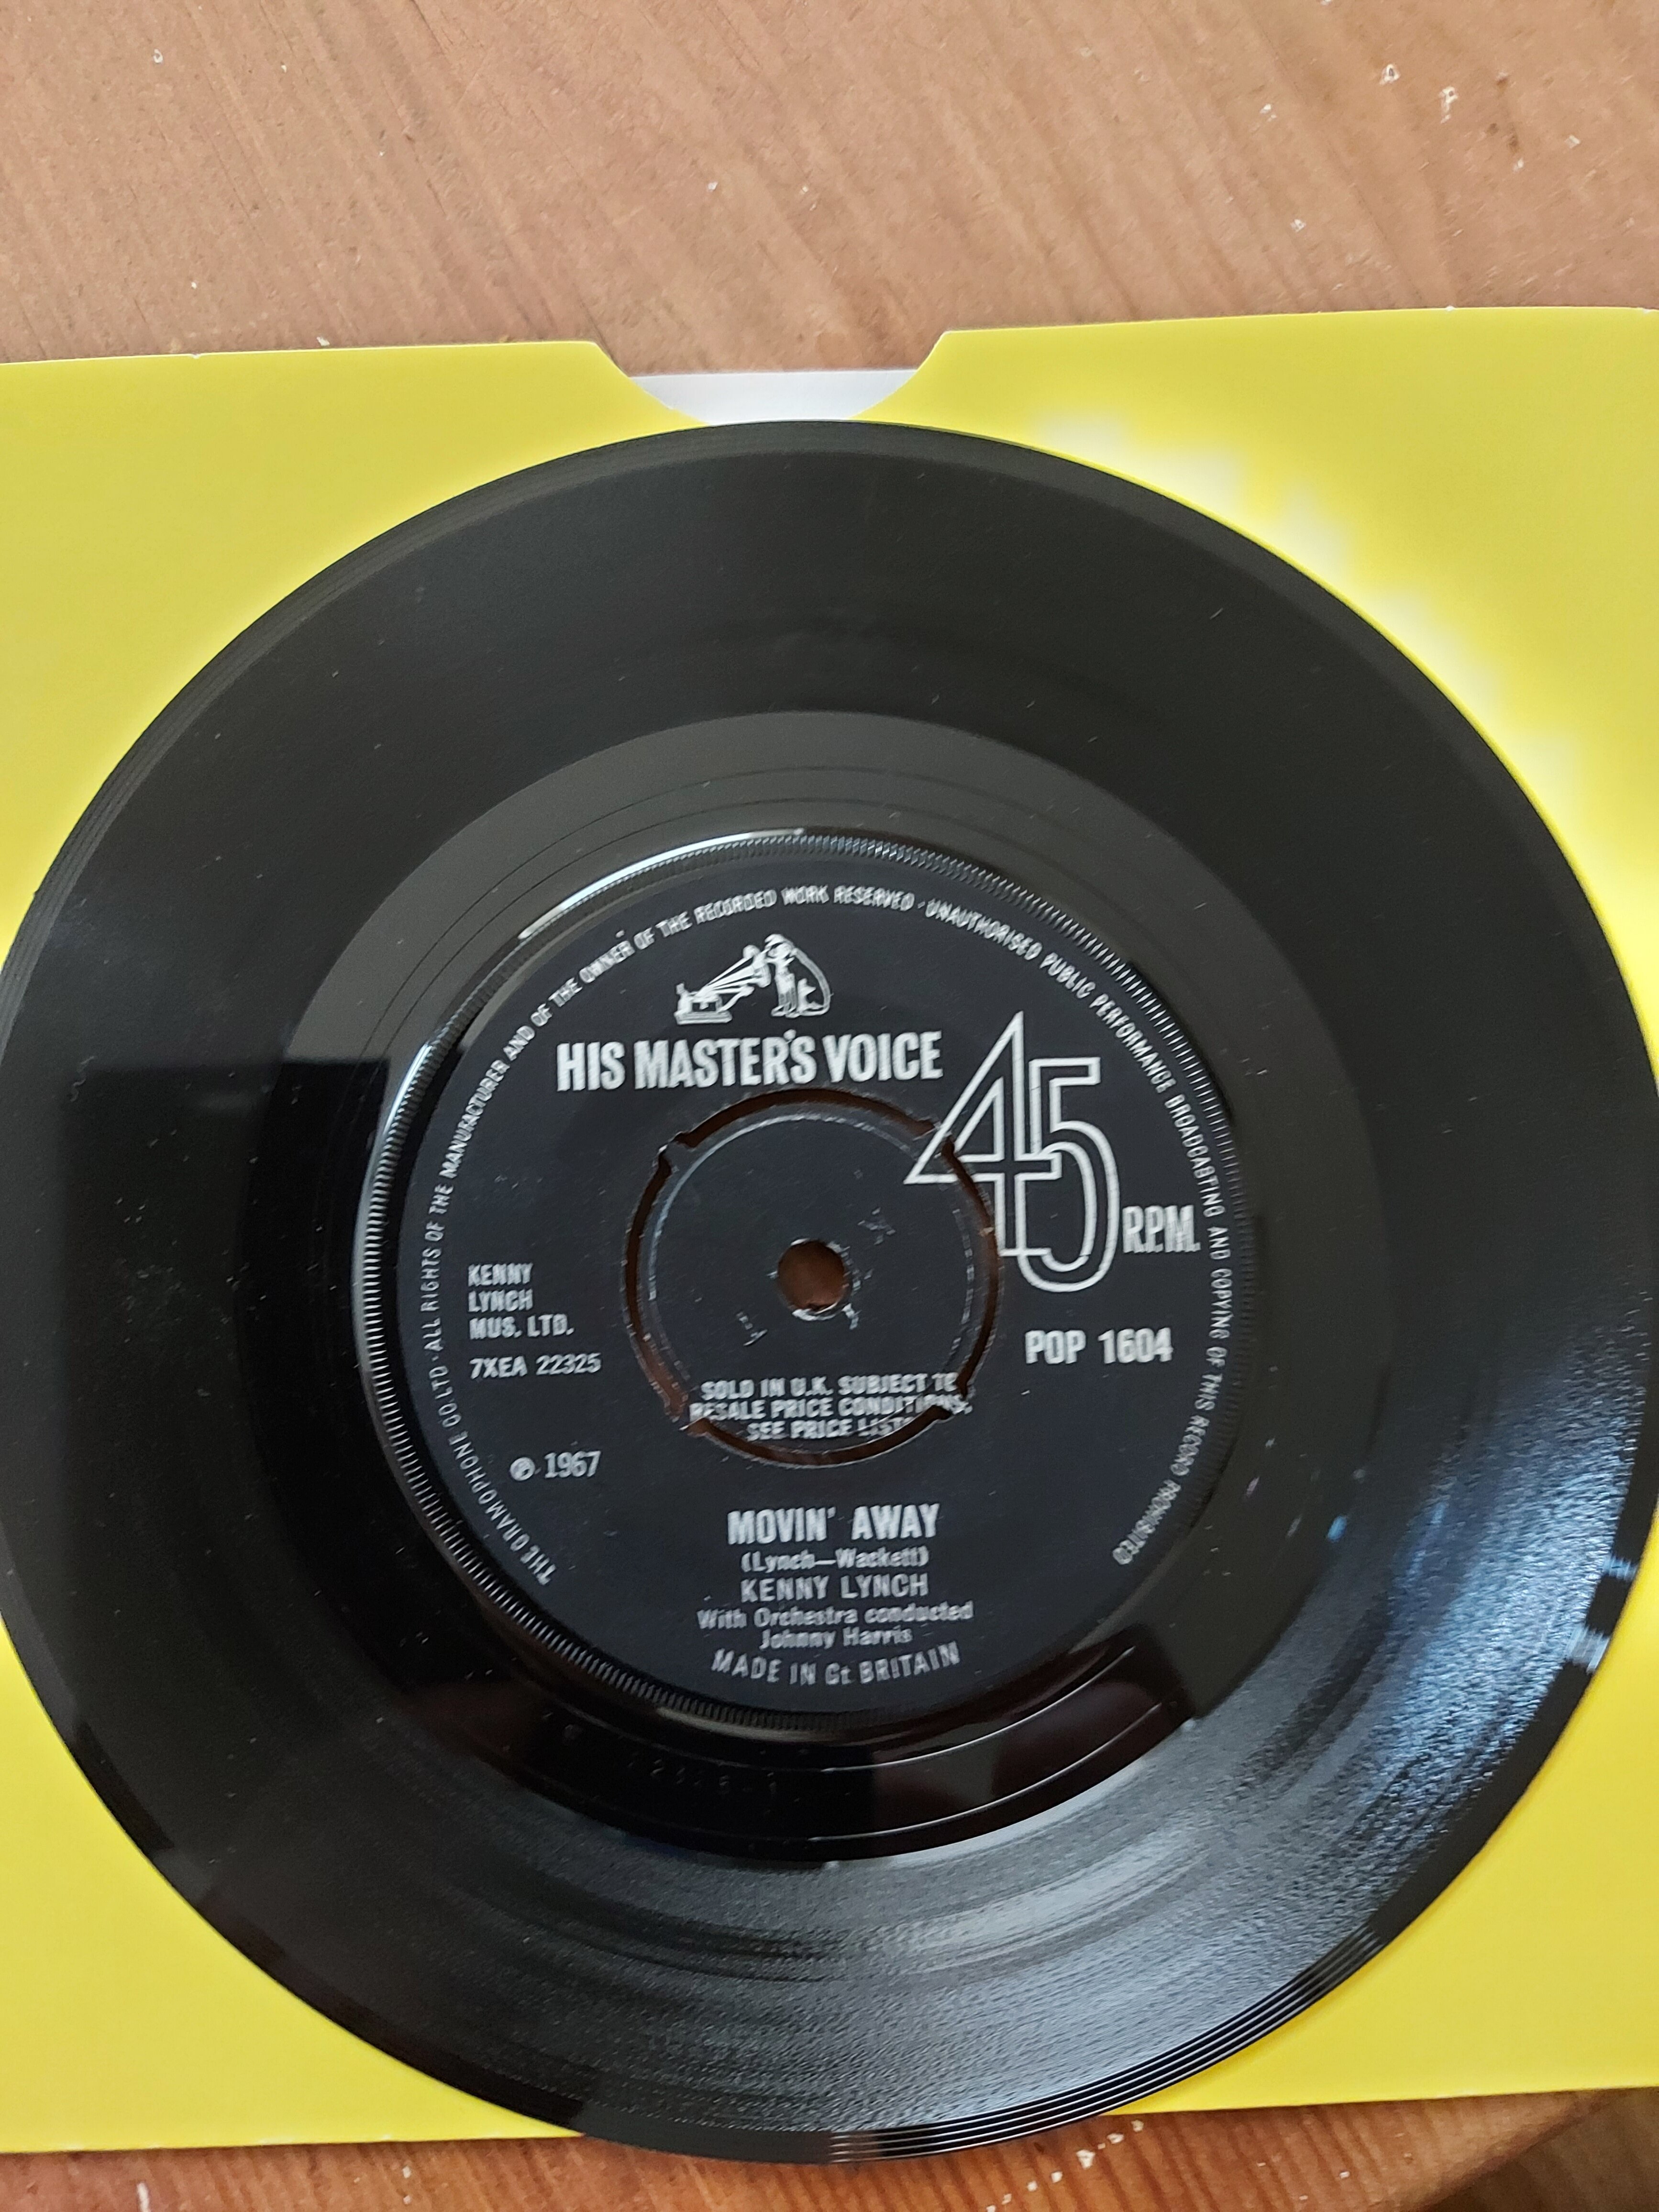 THE GRAMOPHONE CO. LTD · ALL RIGHTS OF THE MANUFACTURER AND OF THE OWNER OF THE RECORDED WORK RESERVED · UNAUTHORISED PUBLIC PERFORMANCE BROADCASTING AND COPYING OF THIS RECORD PROHIBITED
HIS MASTER'S VOICE
45 R.P.M.
KENNY
LYNCH
MUS. LTD.
7XEA 22325
POP 1604
SOLD IN U.K. SUBJECT TO
RESALE PRICE CONDITIONS,
SEE PRICE LISTS
℗ 1967
MOVIN' AWAY
(Lynch—Wackett)
KENNY LYNCH
With Orchestra conducted
Johnny Harris
MADE IN Gt. BRITAIN